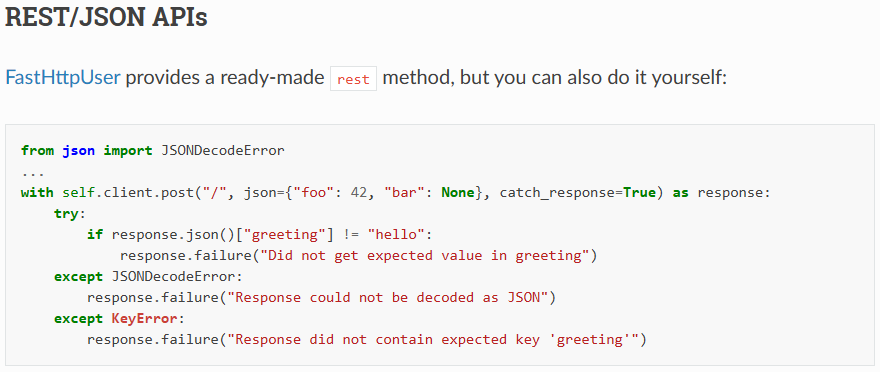 REST/JSON APIs
FastHttpUser provides a ready-made rest method, but you can also do it yourself:
from json import JSONDecodeError
...
with self.client.post("/", json={"foo": 42, "bar": None}, catch_response=True) as response:
    try:
        if response.json()["greeting"] != "hello":
            response.failure("Did not get expected value in greeting")
    except JSONDecodeError:
        response.failure("Response could not be decoded as JSON")
    except KeyError:
        response.failure("Response did not contain expected key 'greeting'")